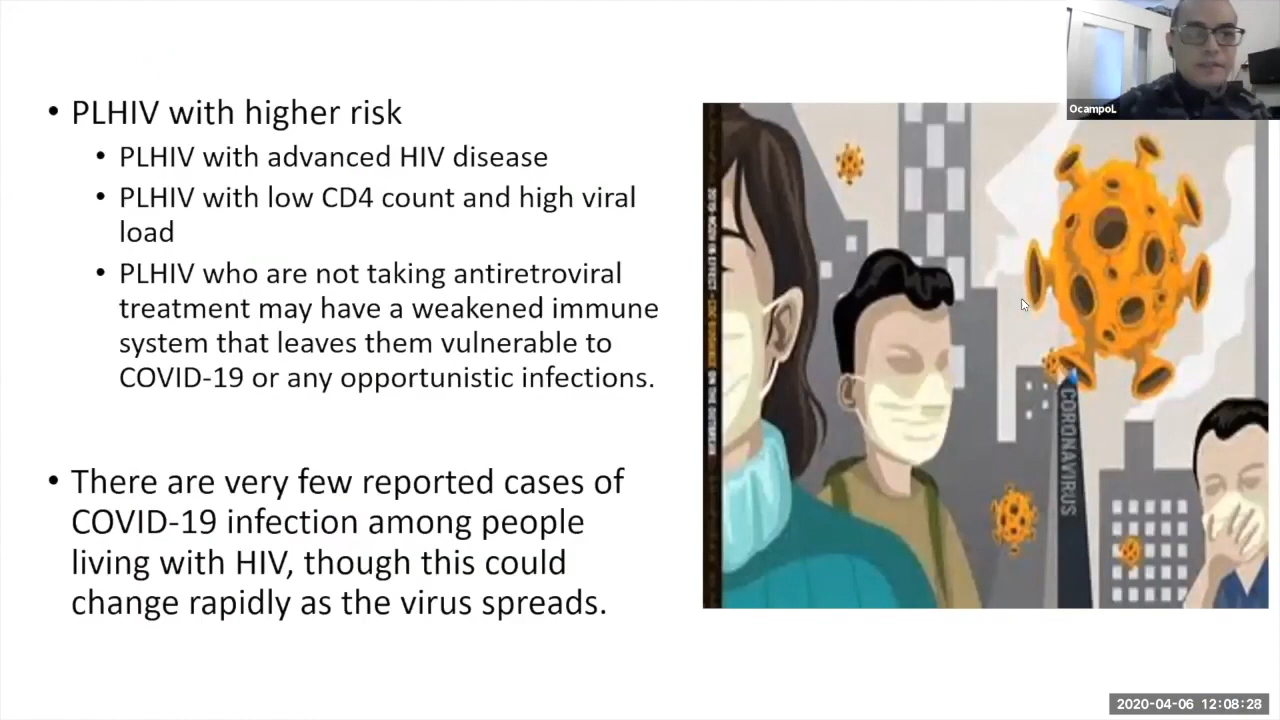 • PLHIV with higher risk
• PLHIV with advanced HIV disease
• PLHIV with low CD4 count and high viral
load
• PLHIV who are not taking antiretroviral
treatment may have a weakened immune
system that leaves them vulnerable to
COVID-19 or any opportunistic infections.
• There are very few reported cases of
COVID-19 infection among people
living with HIV, though this could
change rapidly as the virus spreads.
OcampoL
CORONAVIRUS
2020-04-06 12:08:28